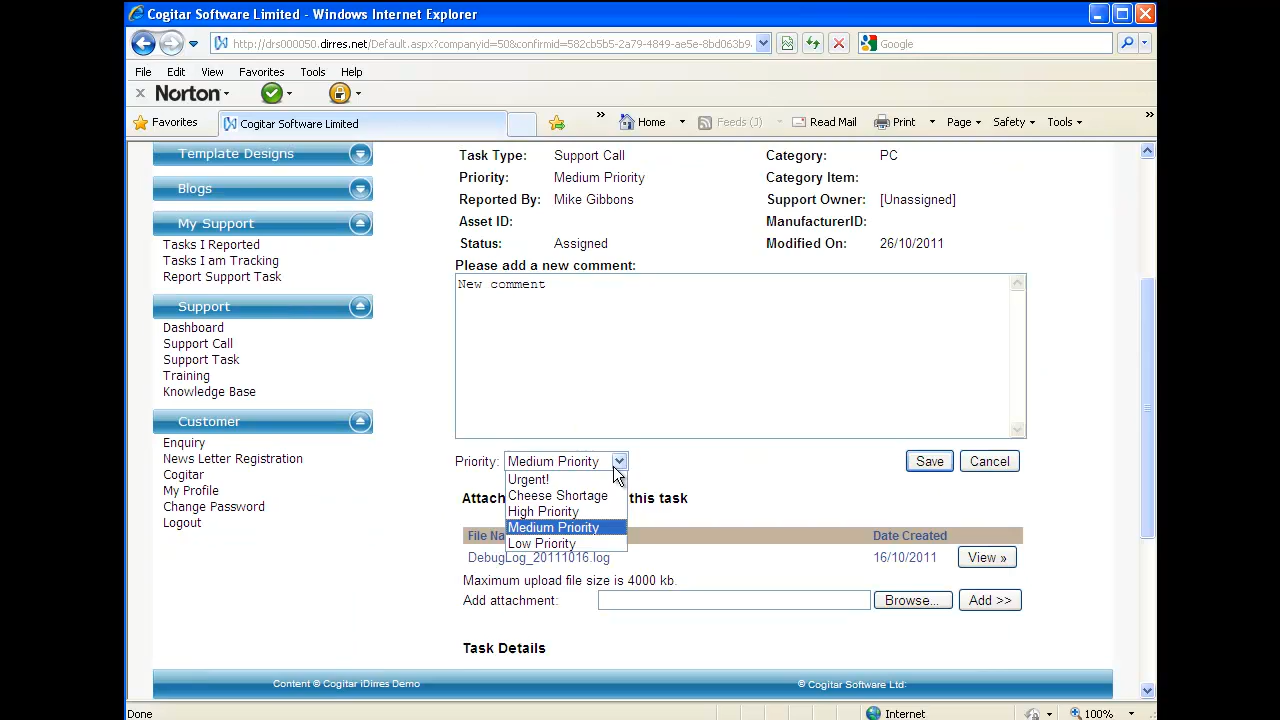 Cogitar Software Limited - Windows Internet Explorer
http://drs000050.dirres.net/Default.aspx?companyid=50&confirmid=582cb5b5-2a79-4849-ae5e-8bd063b9.
Google
File Edit View Favorites Tools Help
Norton
Favorites
Cogitar Software Limited
»
Home
Feeds (J)
Read Mail
Print
Page
Safety
Tools
»
Template Designs
Blogs
My Support
Tasks I Reported
Tasks I am Tracking
Report Support Task
Support
Dashboard
Support Call
Support Task
Training
Knowledge Base
Customer
Enquiry
News Letter Registration
Cogitar
My Profile
Change Password
Logout
Task Type: Support Call Category: PC
Priority: Medium Priority Category Item:
Reported By: Mike Gibbons Support Owner: [Unassigned]
Asset ID: ManufacturerID:
Status: Assigned Modified On: 26/10/2011
Please add a new comment:
New comment
Priority: Medium Priority Save Cancel
Urgent!
Cheese Shortage
High Priority
Medium Priority
Low Priority
Attac this task
File Na Date Created
DebugLog_20111016.log 16/10/2011 View »
Maximum upload file size is 4000 kb.
Add attachment: Browse... Add >>
Task Details
Content © Cogitar iDirres Demo © Cogitar Software Ltd:
Done Internet 100%